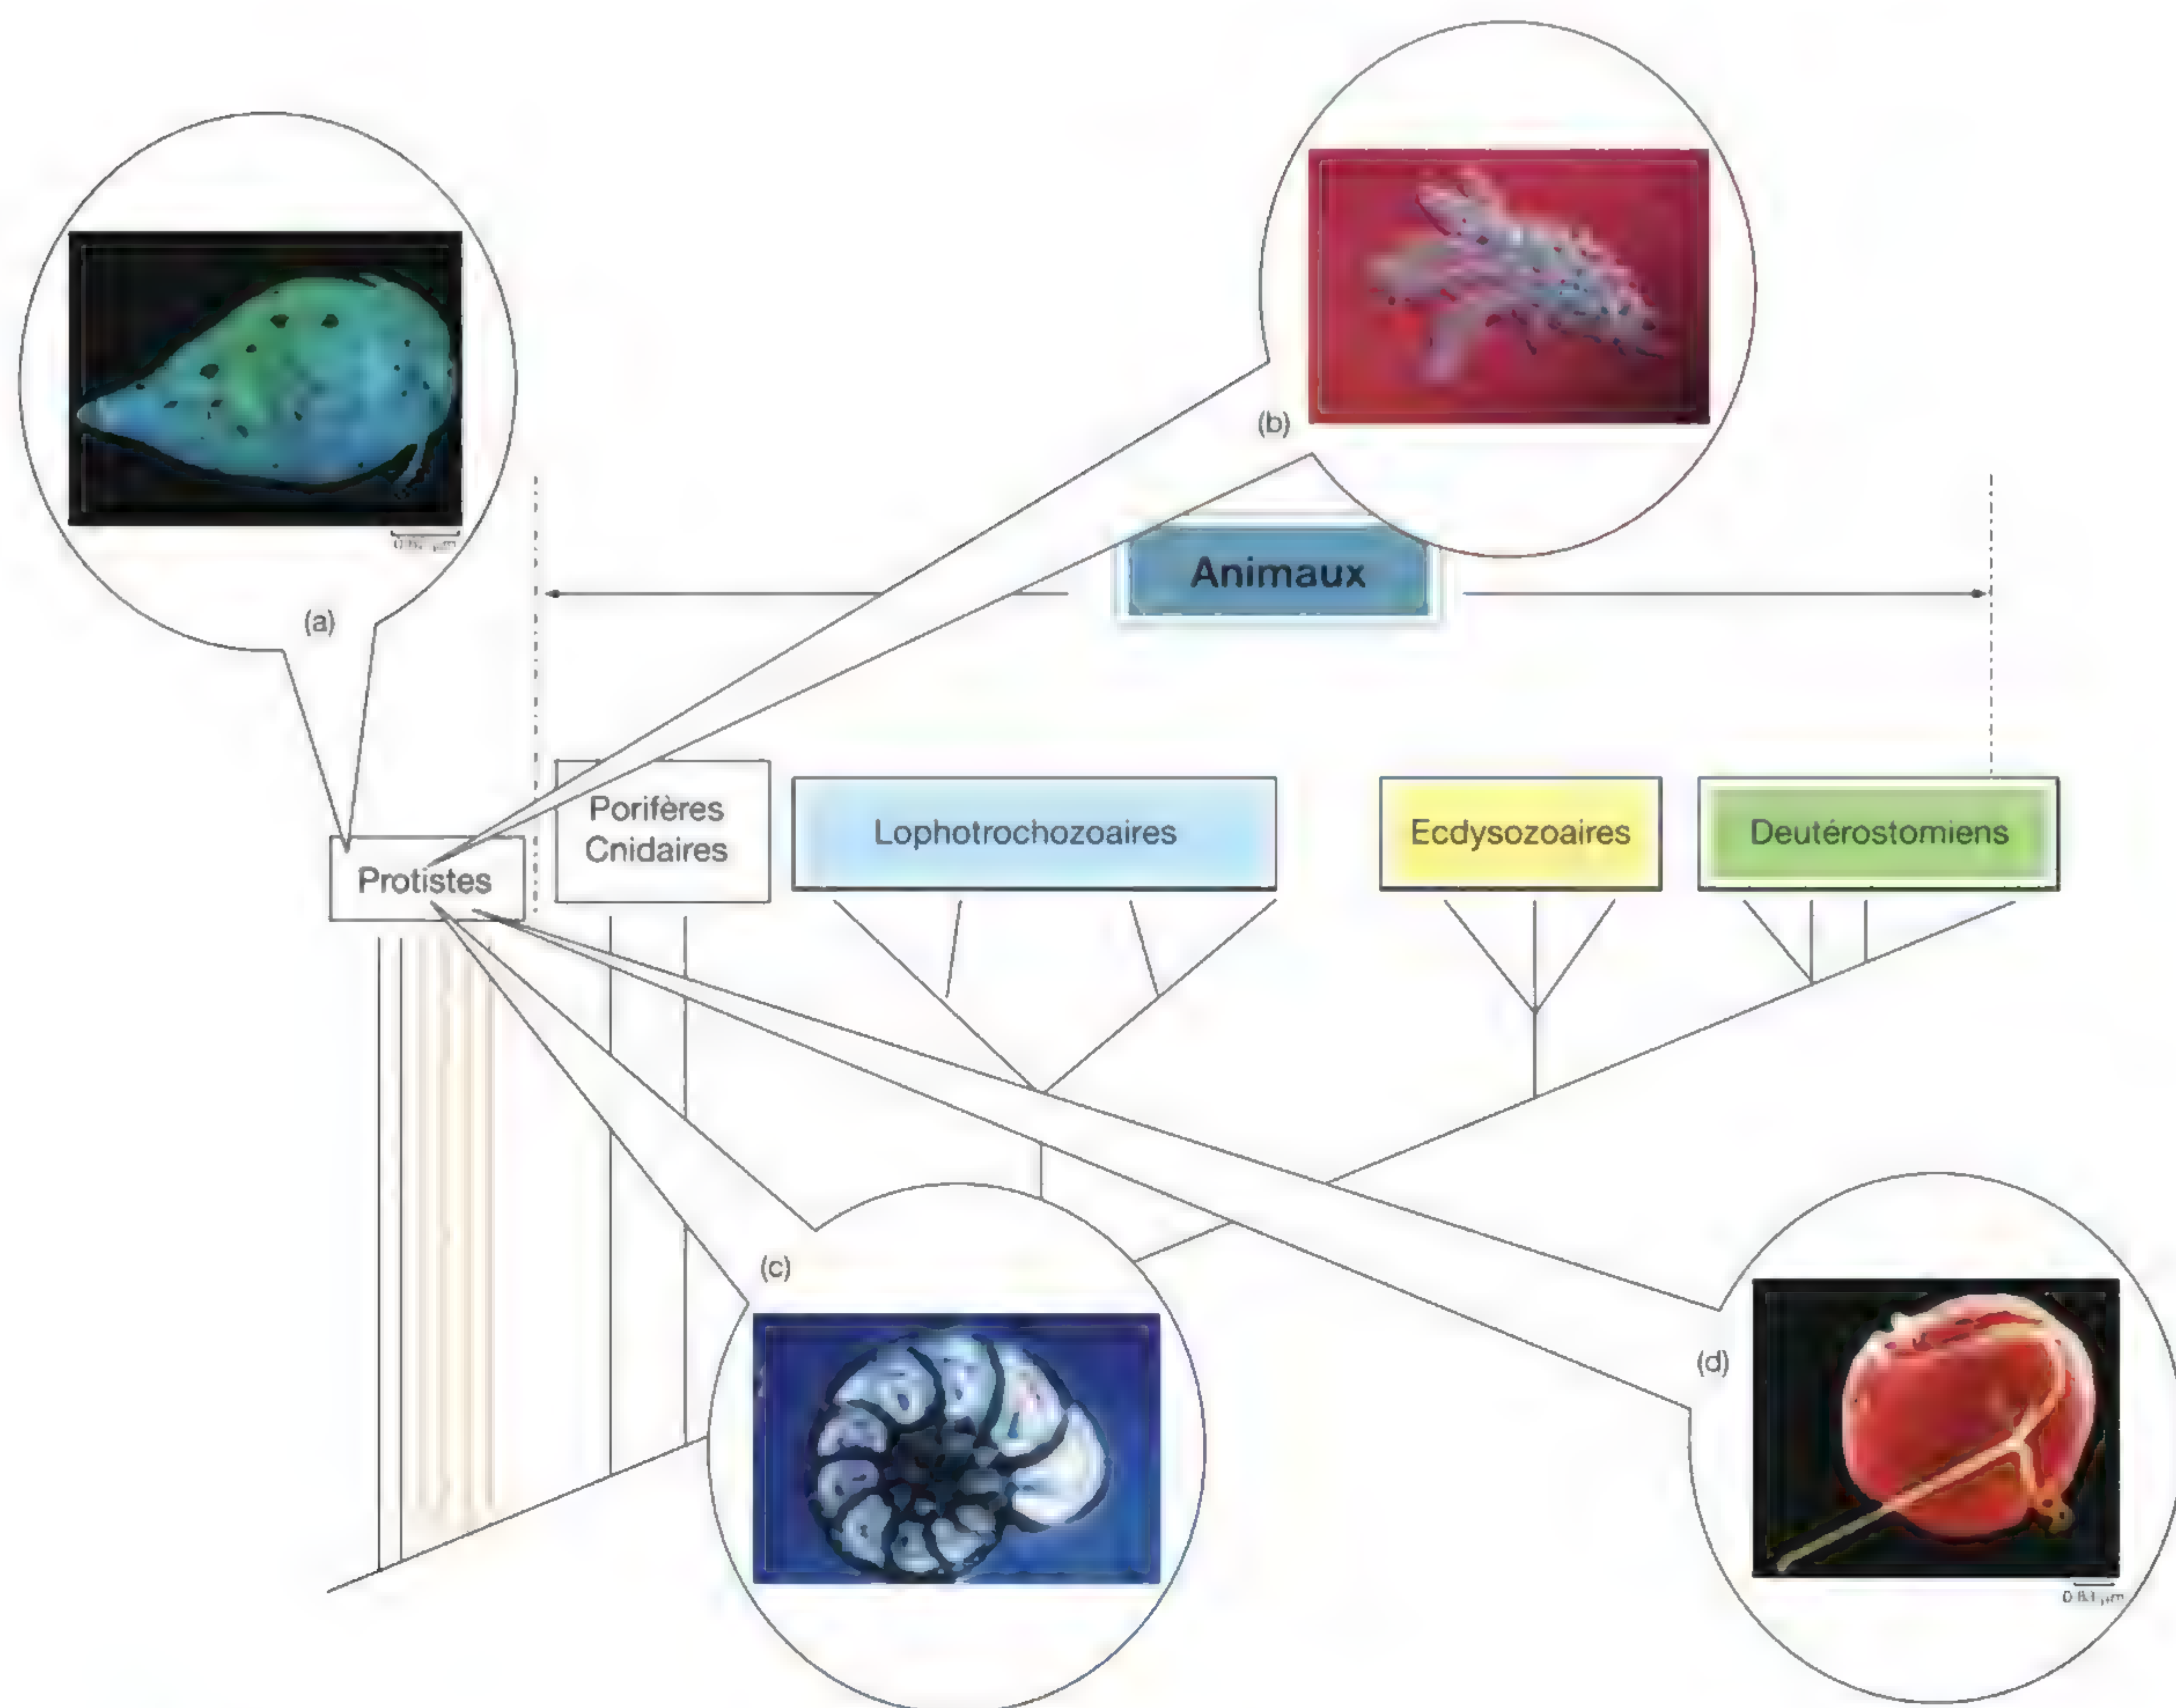 (a)
(b)
Animaux
Porifères
Cnidaires
Lophotrochozoaires
Ecdysozoaires
Deutérostomiens
Protistes
(c)
(d)